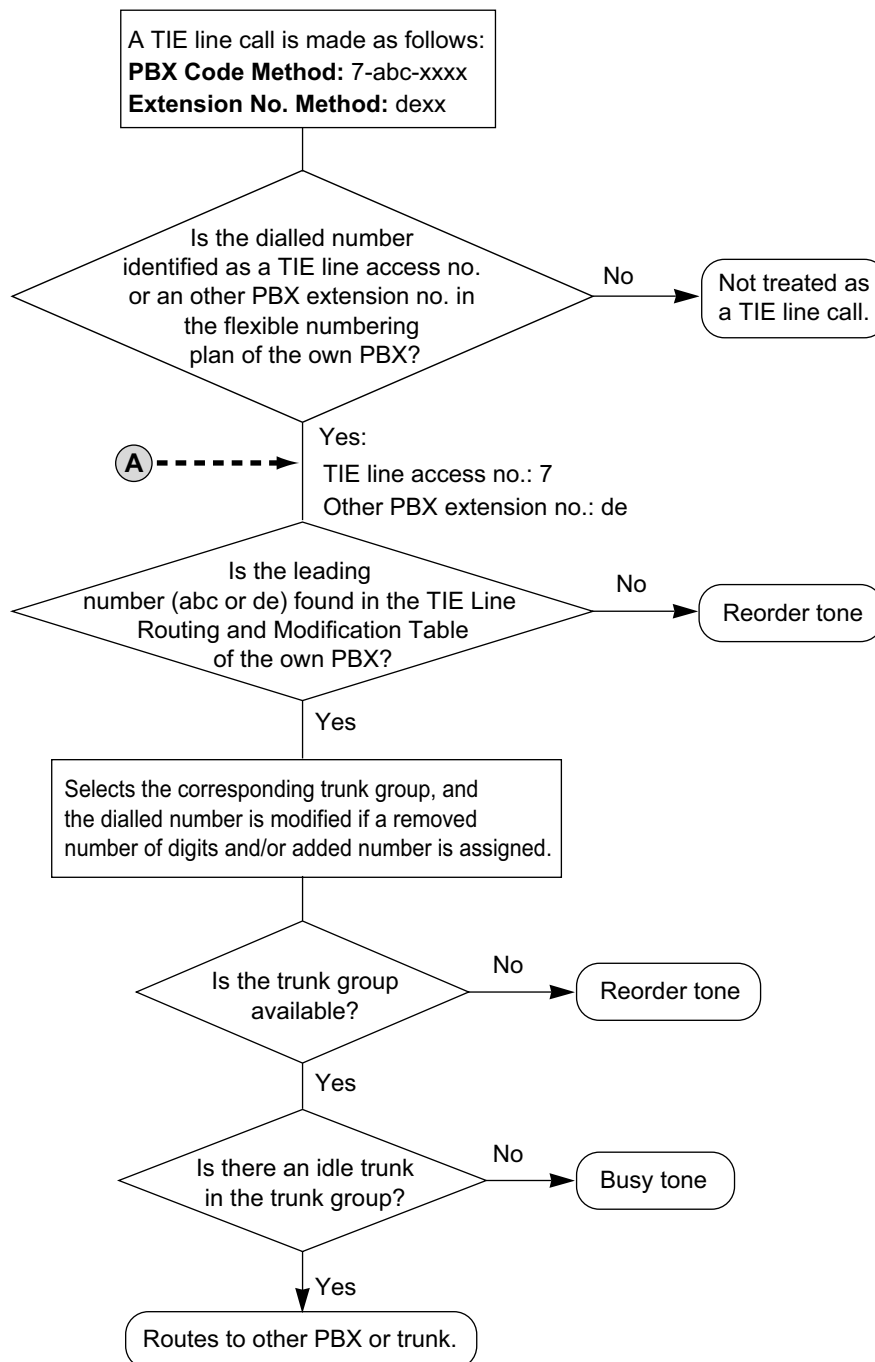 A TIE line call is made as follows:
PBX Code Method: 7-abc-xxxx
Extension No. Method: dexx
Is the dialled number
identified as a TIE line access no.
or an other PBX extension no. in
the flexible numbering
plan of the own PBX?
No
Not treated as
a TIE line call.
A
Yes:
TIE line access no.: 7
Other PBX extension no.: de
Is the leading
number (abc or de) found in the TIE Line
Routing and Modification Table
of the own PBX?
No
Reorder tone
Yes
Selects the corresponding trunk group, and
the dialled number is modified if a removed
number of digits and/or added number is assigned.
Is the trunk group
available?
No
Reorder tone
Yes
Is there an idle trunk
in the trunk group?
No
Busy tone
Yes
Routes to other PBX or trunk.